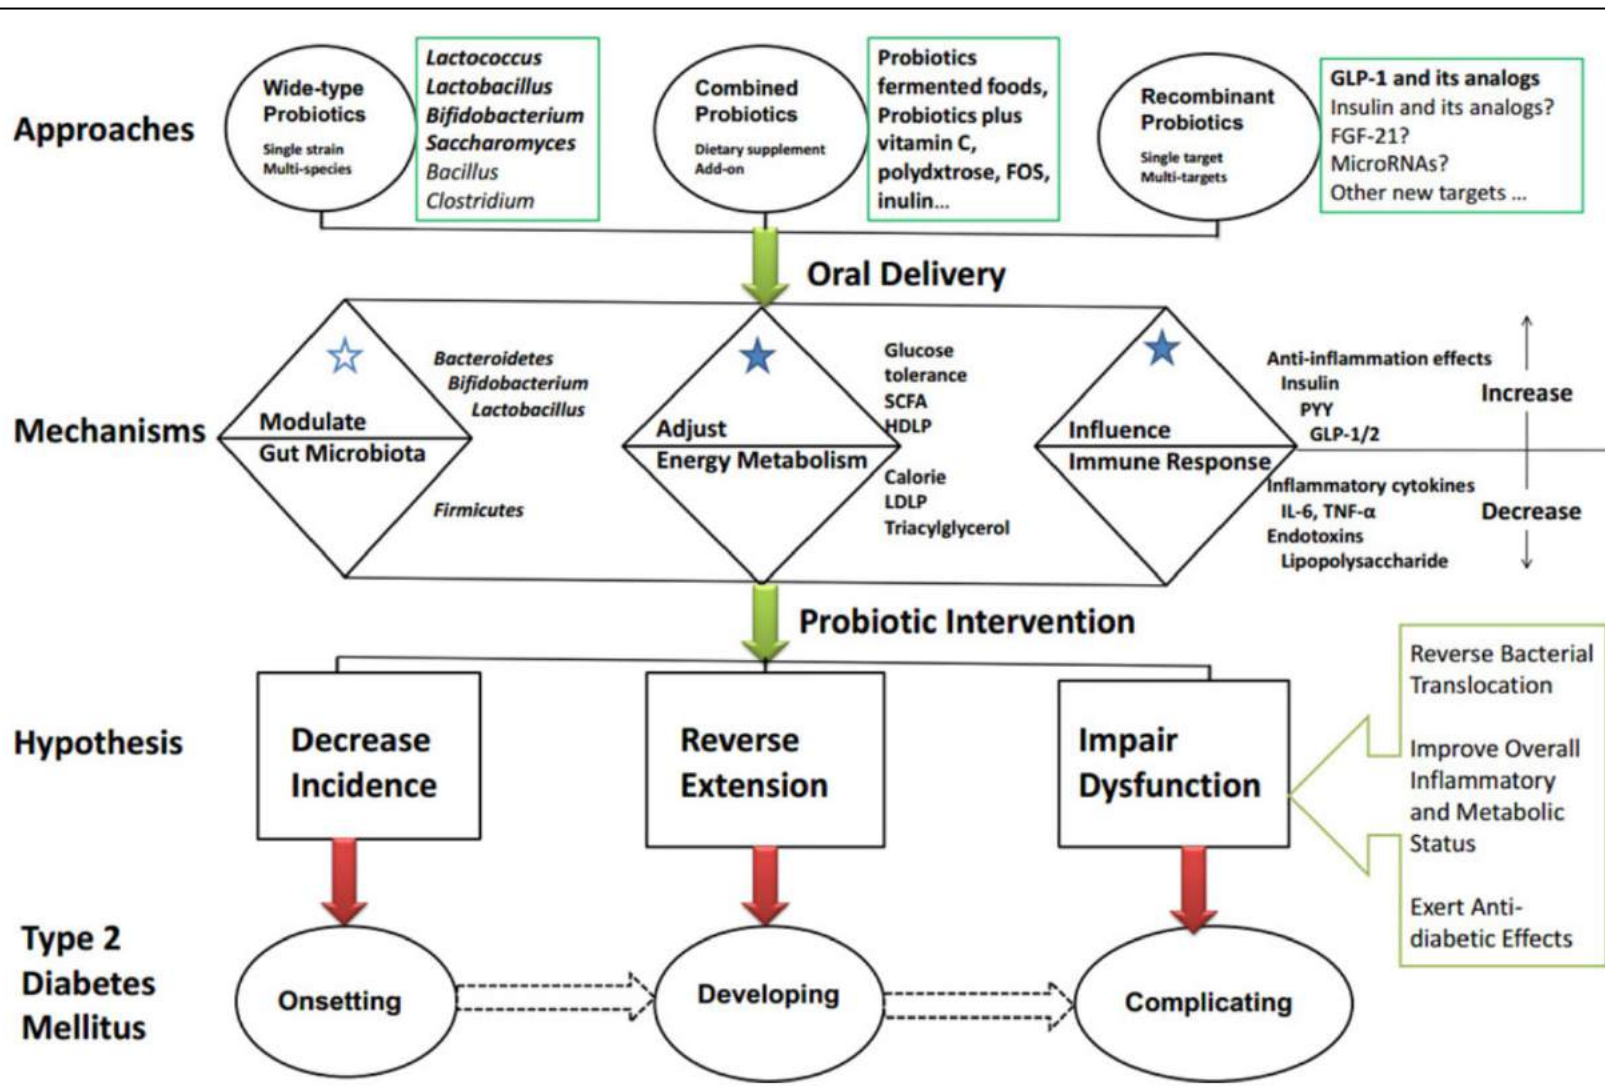 Approaches
Wide-type
Probiotics
Single strain
Multi-species
Lactococcus
Lactobacillus
Bifidobacterium
Saccharomyces
Bacillus
Clostridium
Combined
Probiotics
Dietary supplement
Add-on
Probiotics
fermented foods,
Probiotics plus
vitamin C,
polydxtrose, FOS,
inulin...
Recombinant
Probiotics
Single target
Multi-targets
GLP-1 and its analogs
Insulin and its analogs?
FGF-21?
MicroRNAs?
Other new targets ...
Oral Delivery
Mechanisms
Modulate
Gut Microbiota
Bacteroidetes
Bifidobacterium
Lactobacillus
Firmicutes
Adjust
Energy Metabolism
Glucose
tolerance
SCFA
HDLP
Calorie
LDLP
Triacylglycerol
Influence
Immune Response
Anti-inflammation effects
Insulin
PYY
GLP-1/2
Inflammatory cytokines
IL-6, TNF-α
Endotoxins
Lipopolysaccharide
Increase
Decrease
Probiotic Intervention
Hypothesis
Decrease
Incidence
Reverse
Extension
Impair
Dysfunction
Reverse Bacterial
Translocation
Improve Overall
Inflammatory
and Metabolic
Status
Exert Anti-
diabetic Effects
Type 2
Diabetes
Mellitus
Onsetting
Developing
Complicating